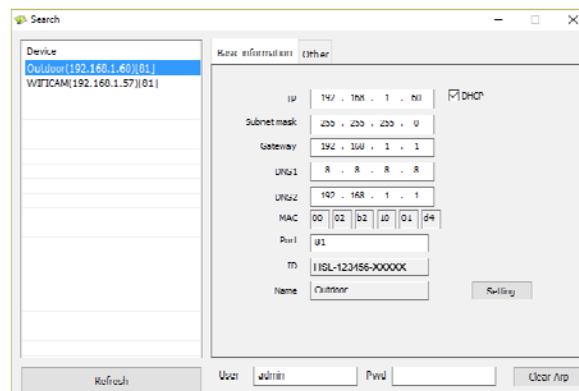 Search
Device
Outdoor(192.168.1.60)[81]
WIFICAM(192.168.1.57)[81]
Basic information Other
IP 192 . 168 . 1 . 60 DHCP
Subnet mask 255 . 255 . 255 . 0
Gateway 192 . 168 . 1 . 1
DNS1 8 . 8 . 8 . 8
DNS2 192 . 168 . 1 . 1
MAC 00 02 b2 10 01 d4
Port 81
ID HSL-123456-XXXXX
Name Outdoor
Setting
Refresh
User admin Pwd Clear Arp